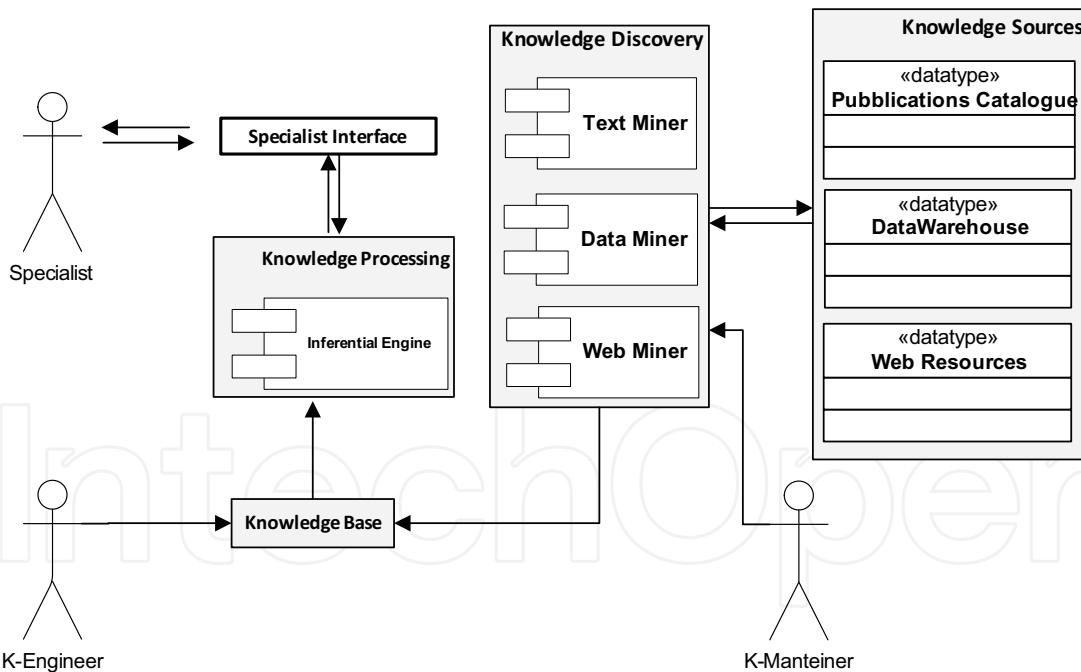 Knowledge Discovery
Knowledge Sources
«datatype»
Pubblications Catalogue
Text Miner
Specialist Interface
«datatype»
DataWarehouse
Data Miner
Knowledge Processing
Specialist
«datatype»
Web Resources
Inferential Engine
Web Miner
IntechOpen
Knowledge Base
K-Engineer
K-Manteiner